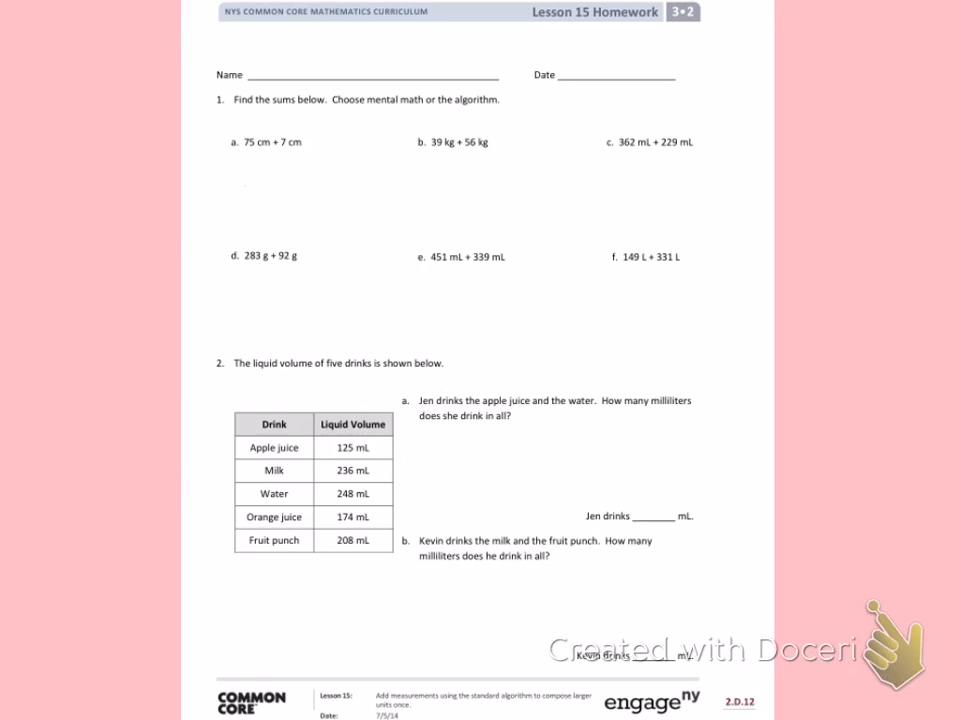 NYS COMMON CORE MATHEMATICS CURRICULUM Lesson 15 Homework 3•2
Name Date
1. Find the sums below. Choose mental math or the algorithm.
a. 75 cm + 7 cm b. 39 kg + 56 kg c. 362 mL + 229 mL
d. 283 g + 92 g e. 451 mL + 339 mL f. 149 L + 331 L
2. The liquid volume of five drinks is shown below.
Drink Liquid Volume
Apple juice 125 mL
Milk 236 mL
Water 248 mL
Orange juice 174 mL
Fruit punch 208 mL
a. Jen drinks the apple juice and the water. How many milliliters
does she drink in all?
Jen drinks ________ mL.
b. Kevin drinks the milk and the fruit punch. How many
milliliters does he drink in all?
Kevin drinks ________ mL.
Created with Doceri
COMMON CORE
Lesson 15: Add measurements using the standard algorithm to compose larger
units once.
Date: 7/5/14
engage ny
2.D.12